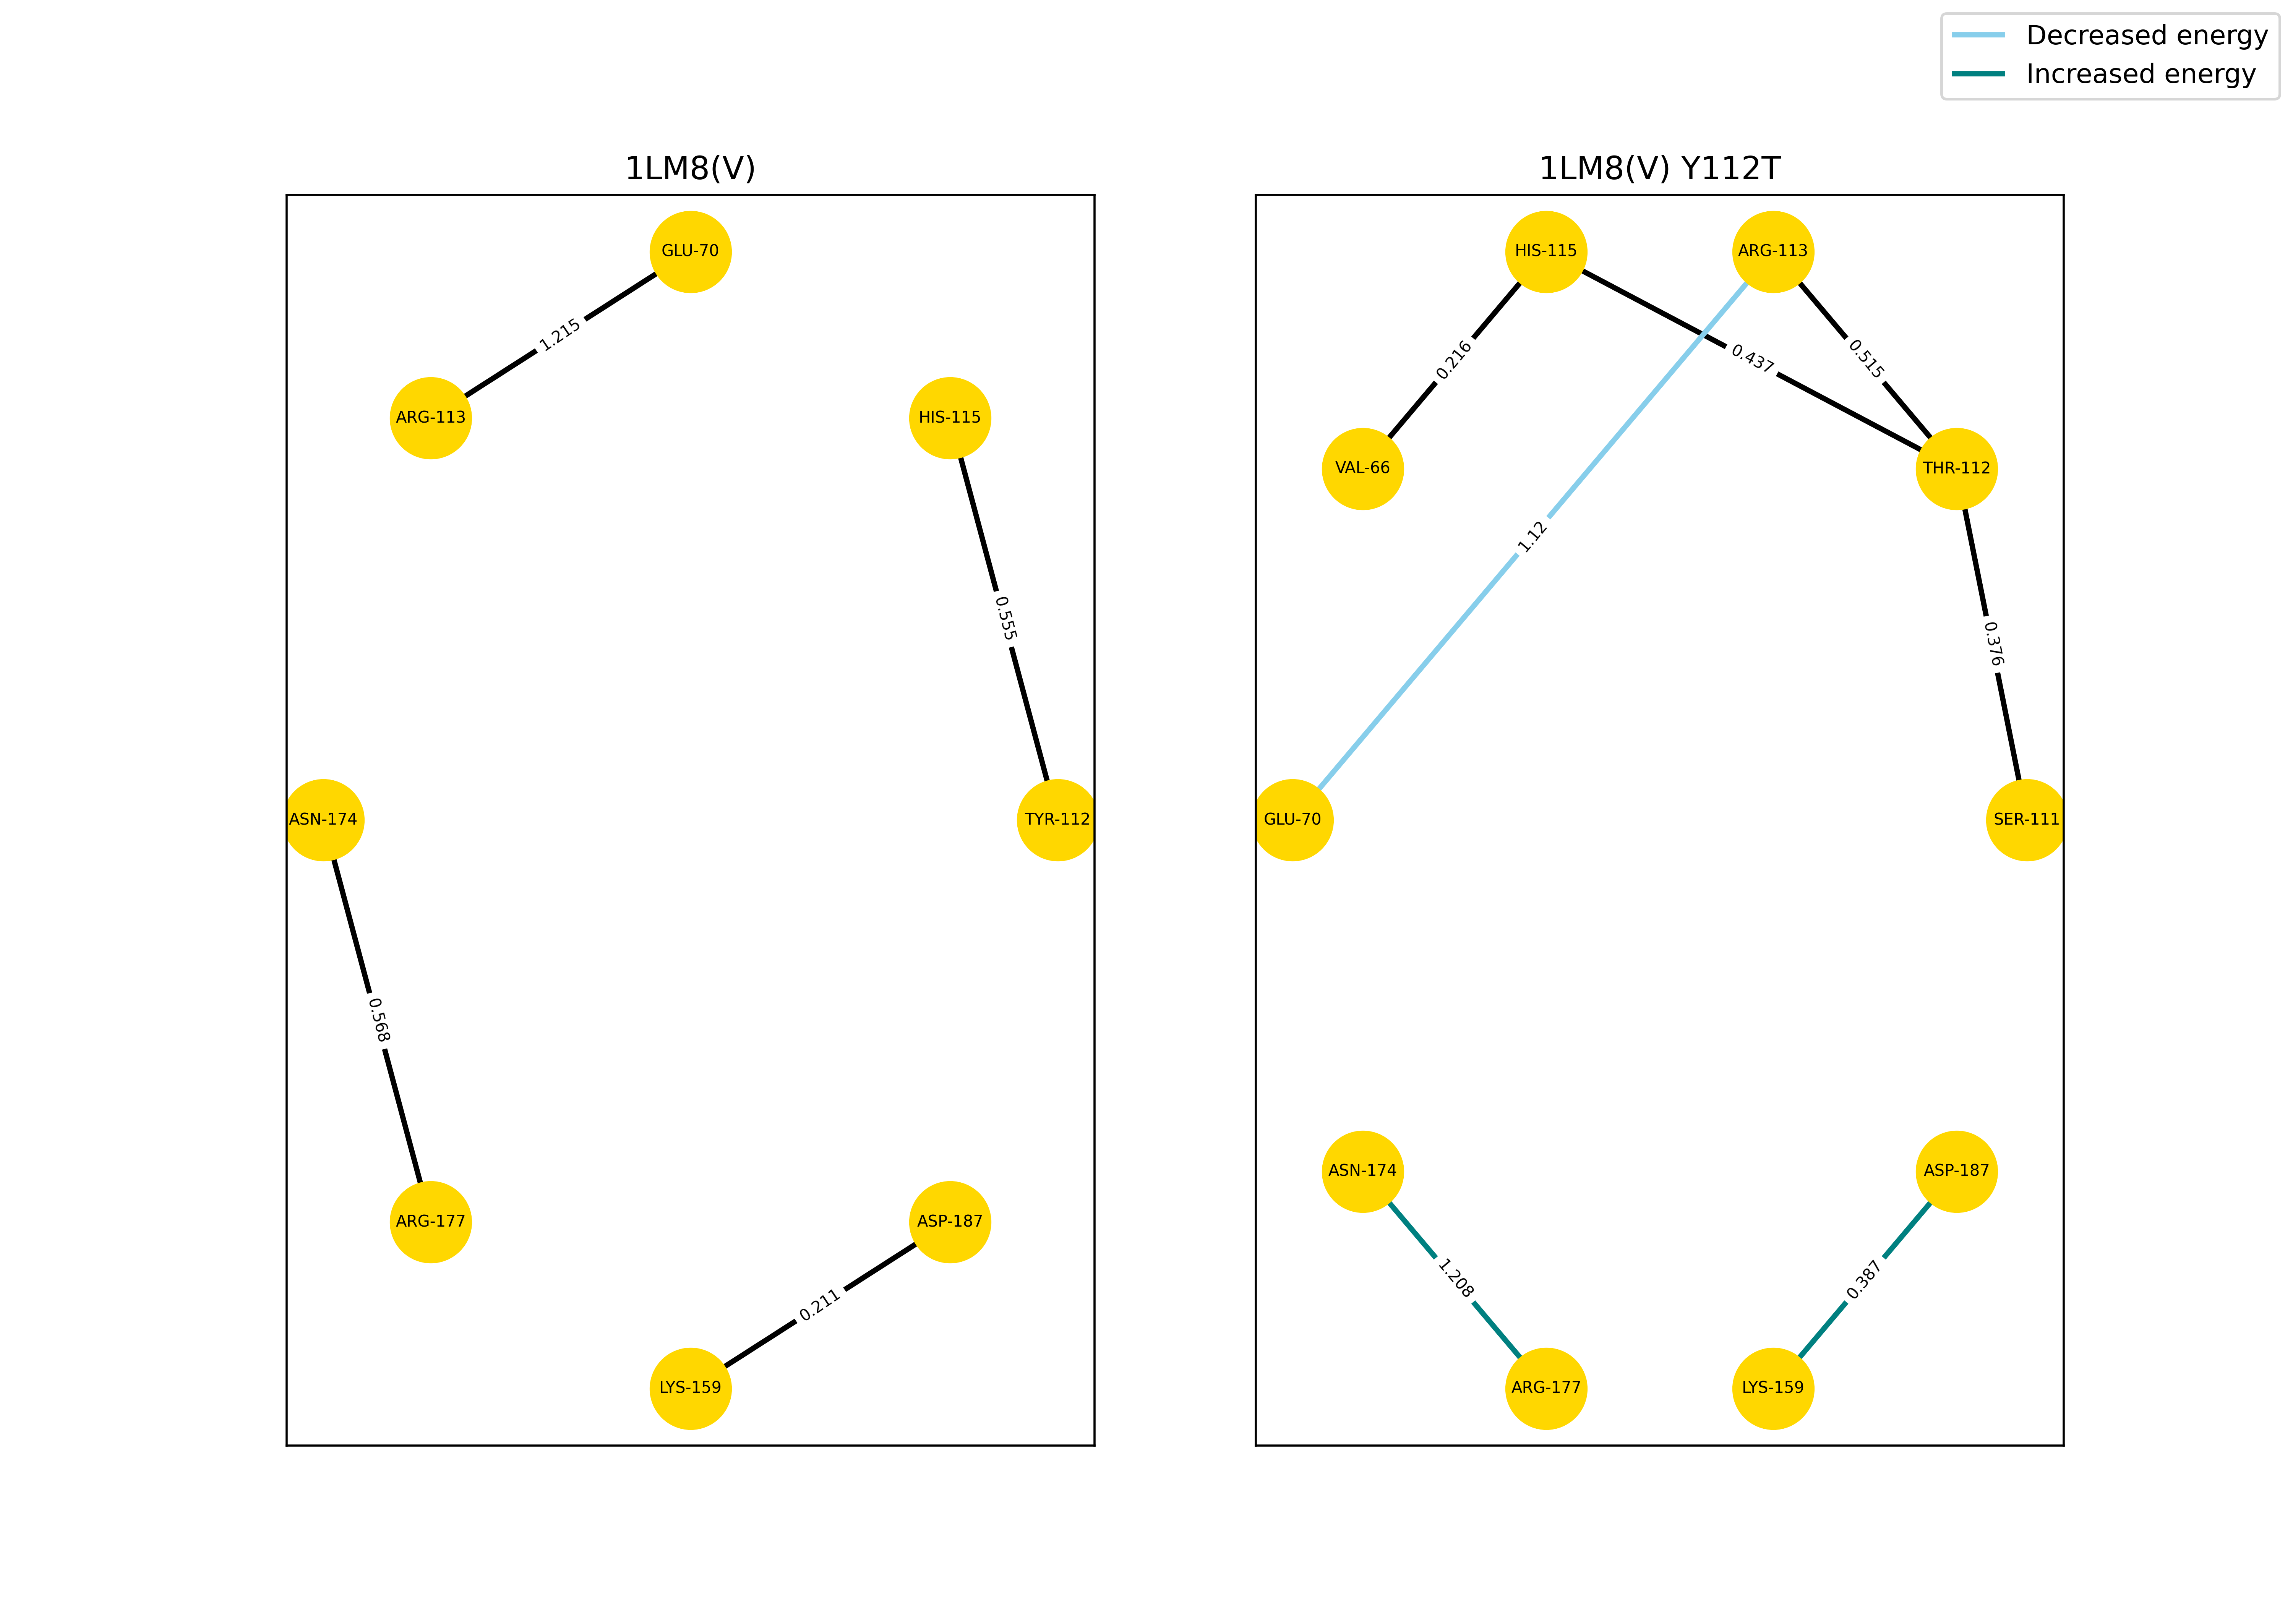 Decreased energy
Increased energy
1LM8(V)
GLU-70
1.215
ARG-113
HIS-115
0.555
ASN-174
TYR-112
0.568
ARG-177
ASP-187
0.211
LYS-159
1LM8(V) Y112T
HIS-115
ARG-113
0.216
0.437
0.515
VAL-66
THR-112
1.12
0.376
GLU-70
SER-111
ASN-174
ASP-187
1.208
0.387
ARG-177
LYS-159